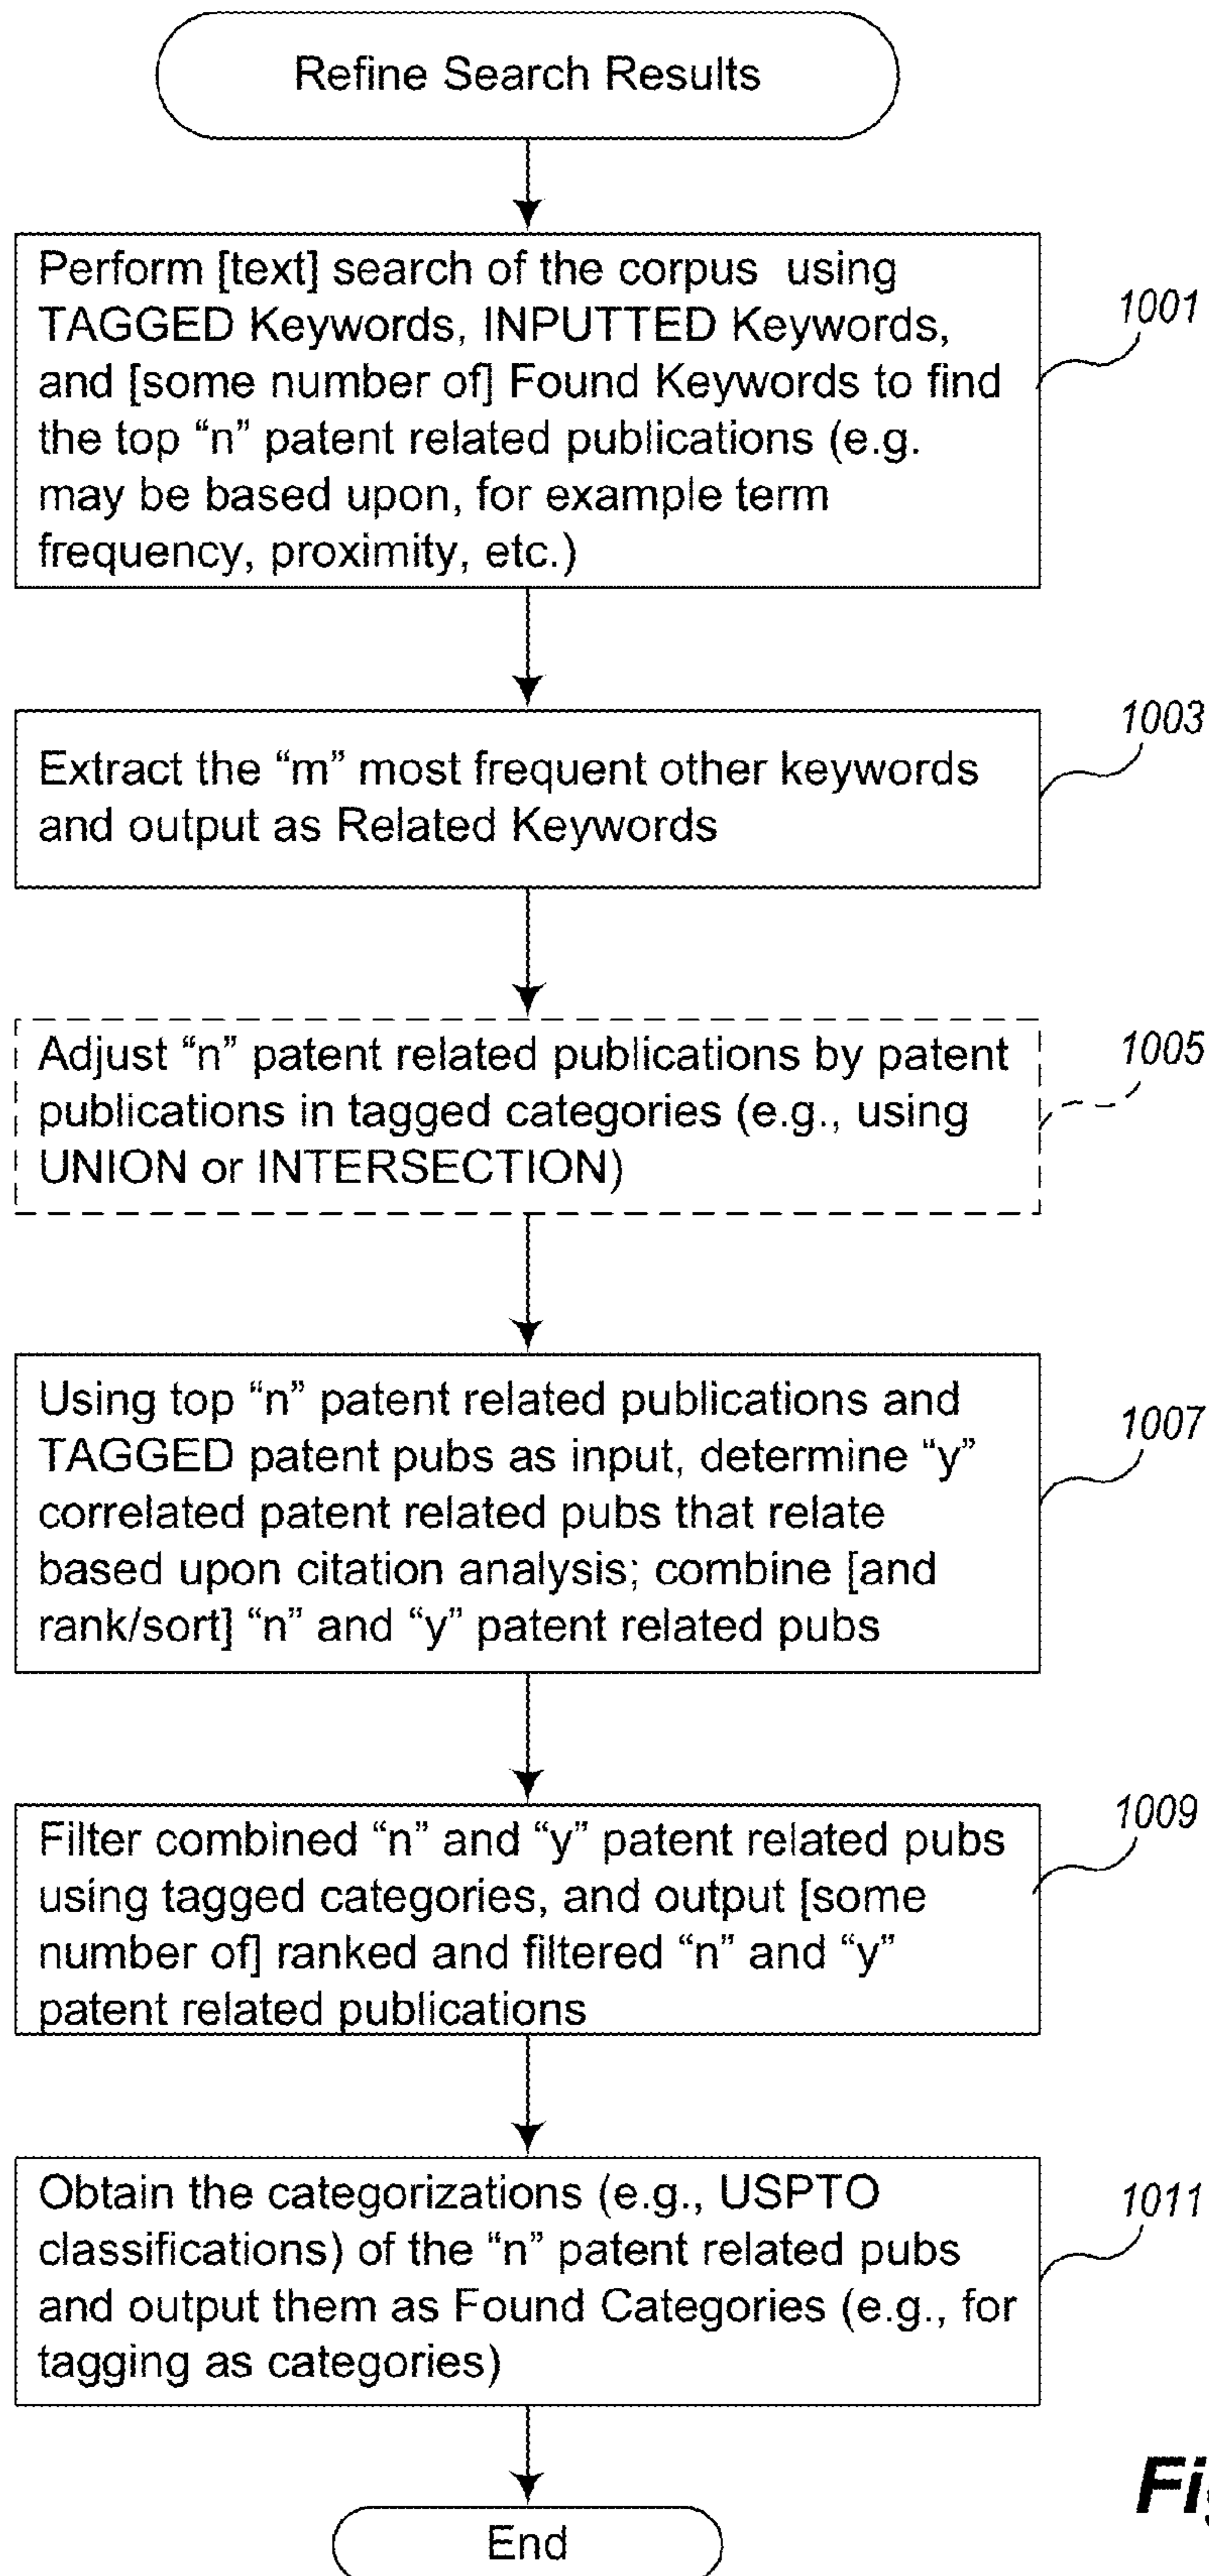 Refine Search Results
Perform [text] search of the corpus using
TAGGED Keywords, INPUTTED Keywords,
and [some number of] Found Keywords to find
the top “n” patent related publications (e.g.
may be based upon, for example term
frequency, proximity, etc.)
1001
Extract the “m” most frequent other keywords
and output as Related Keywords
1003
Adjust “n” patent related publications by patent
publications in tagged categories (e.g., using
UNION or INTERSECTION)
1005
Using top “n” patent related publications and
TAGGED patent pubs as input, determine “y”
correlated patent related pubs that relate
based upon citation analysis; combine [and
rank/sort] “n” and “y” patent related pubs
1007
Filter combined “n” and “y” patent related pubs
using tagged categories, and output [some
number of] ranked and filtered “n” and “y”
patent related publications
1009
Obtain the categorizations (e.g., USPTO
classifications) of the “n” patent related pubs
and output them as Found Categories (e.g., for
tagging as categories)
1011
End